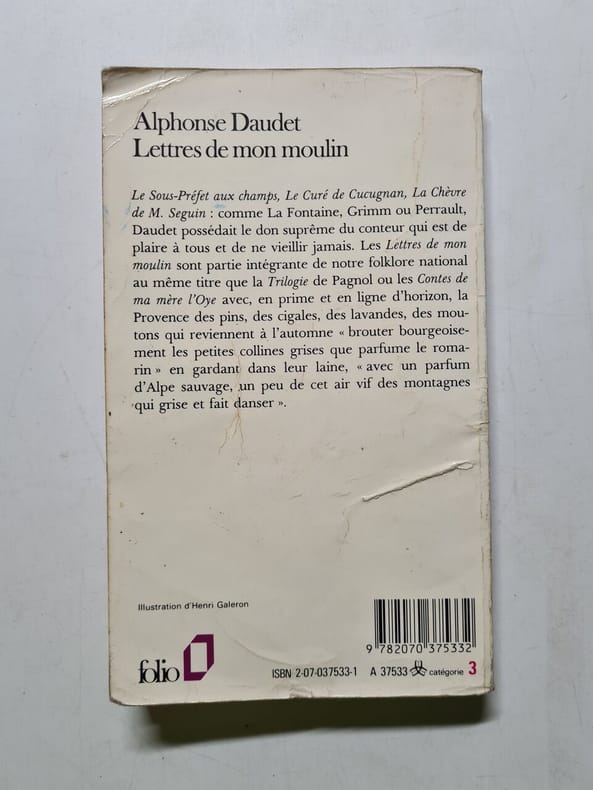 Alphonse Daudet
Lettres de mon moulin
Le Sous-Préfet aux champs, Le Curé de Cucugnan, La Chèvre
de M. Seguin : comme La Fontaine, Grimm ou Perrault,
Daudet possédait le don suprême du conteur qui est de
plaire à tous et de ne vieillir jamais. Les Lettres de mon
moulin sont partie intégrante de notre folklore national
au même titre que la Trilogie de Pagnol ou les Contes de
ma mère l'Oye avec, en prime et en ligne d'horizon, la
Provence des pins, des cigales, des lavandes, des mou-
tons qui reviennent à l'automne « brouter bourgeoise-
ment les petites collines grises que parfume le roma-
rin » en gardant dans leur laine, « avec un parfum
d'Alpe sauvage, un peu de cet air vif des montagnes
qui grise et fait danser ».
Illustration d'Henri Galeron
9 782070 375332
folio
ISBN 2-07-037533-1 A 37533 catégorie 3